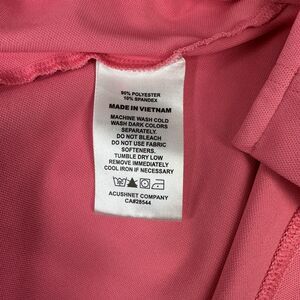 90% POLYESTER
10% SPANDEX
MADE IN VIETNAM
MACHINE WASH COLD
WASH DARK COLORS
SEPARATELY.
DO NOT BLEACH
DO NOT USE FABRIC
SOFTENERS.
TUMBLE DRY LOW
REMOVE IMMEDIATELY
COOL IRON IF NECESSARY
ACUSHNET COMPANY
CA#28544